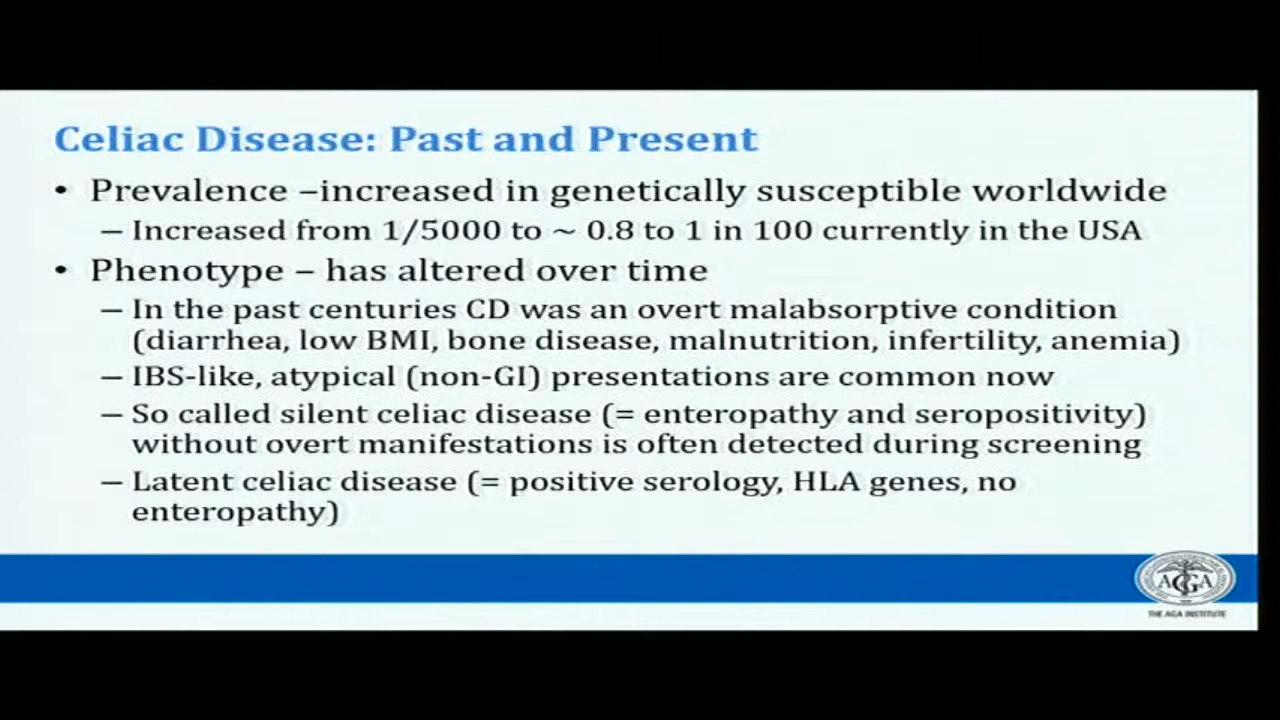 Celiac Disease: Past and Present
• Prevalence –increased in genetically susceptible worldwide
– Increased from 1/5000 to ~ 0.8 to 1 in 100 currently in the USA
• Phenotype – has altered over time
– In the past centuries CD was an overt malabsorptive condition
(diarrhea, low BMI, bone disease, malnutrition, infertility, anemia)
– IBS-like, atypical (non-GI) presentations are common now
– So called silent celiac disease (= enteropathy and seropositivity)
without overt manifestations is often detected during screening
– Latent celiac disease (= positive serology, HLA genes, no
enteropathy)
AGA
THE AGA INSTITUTE